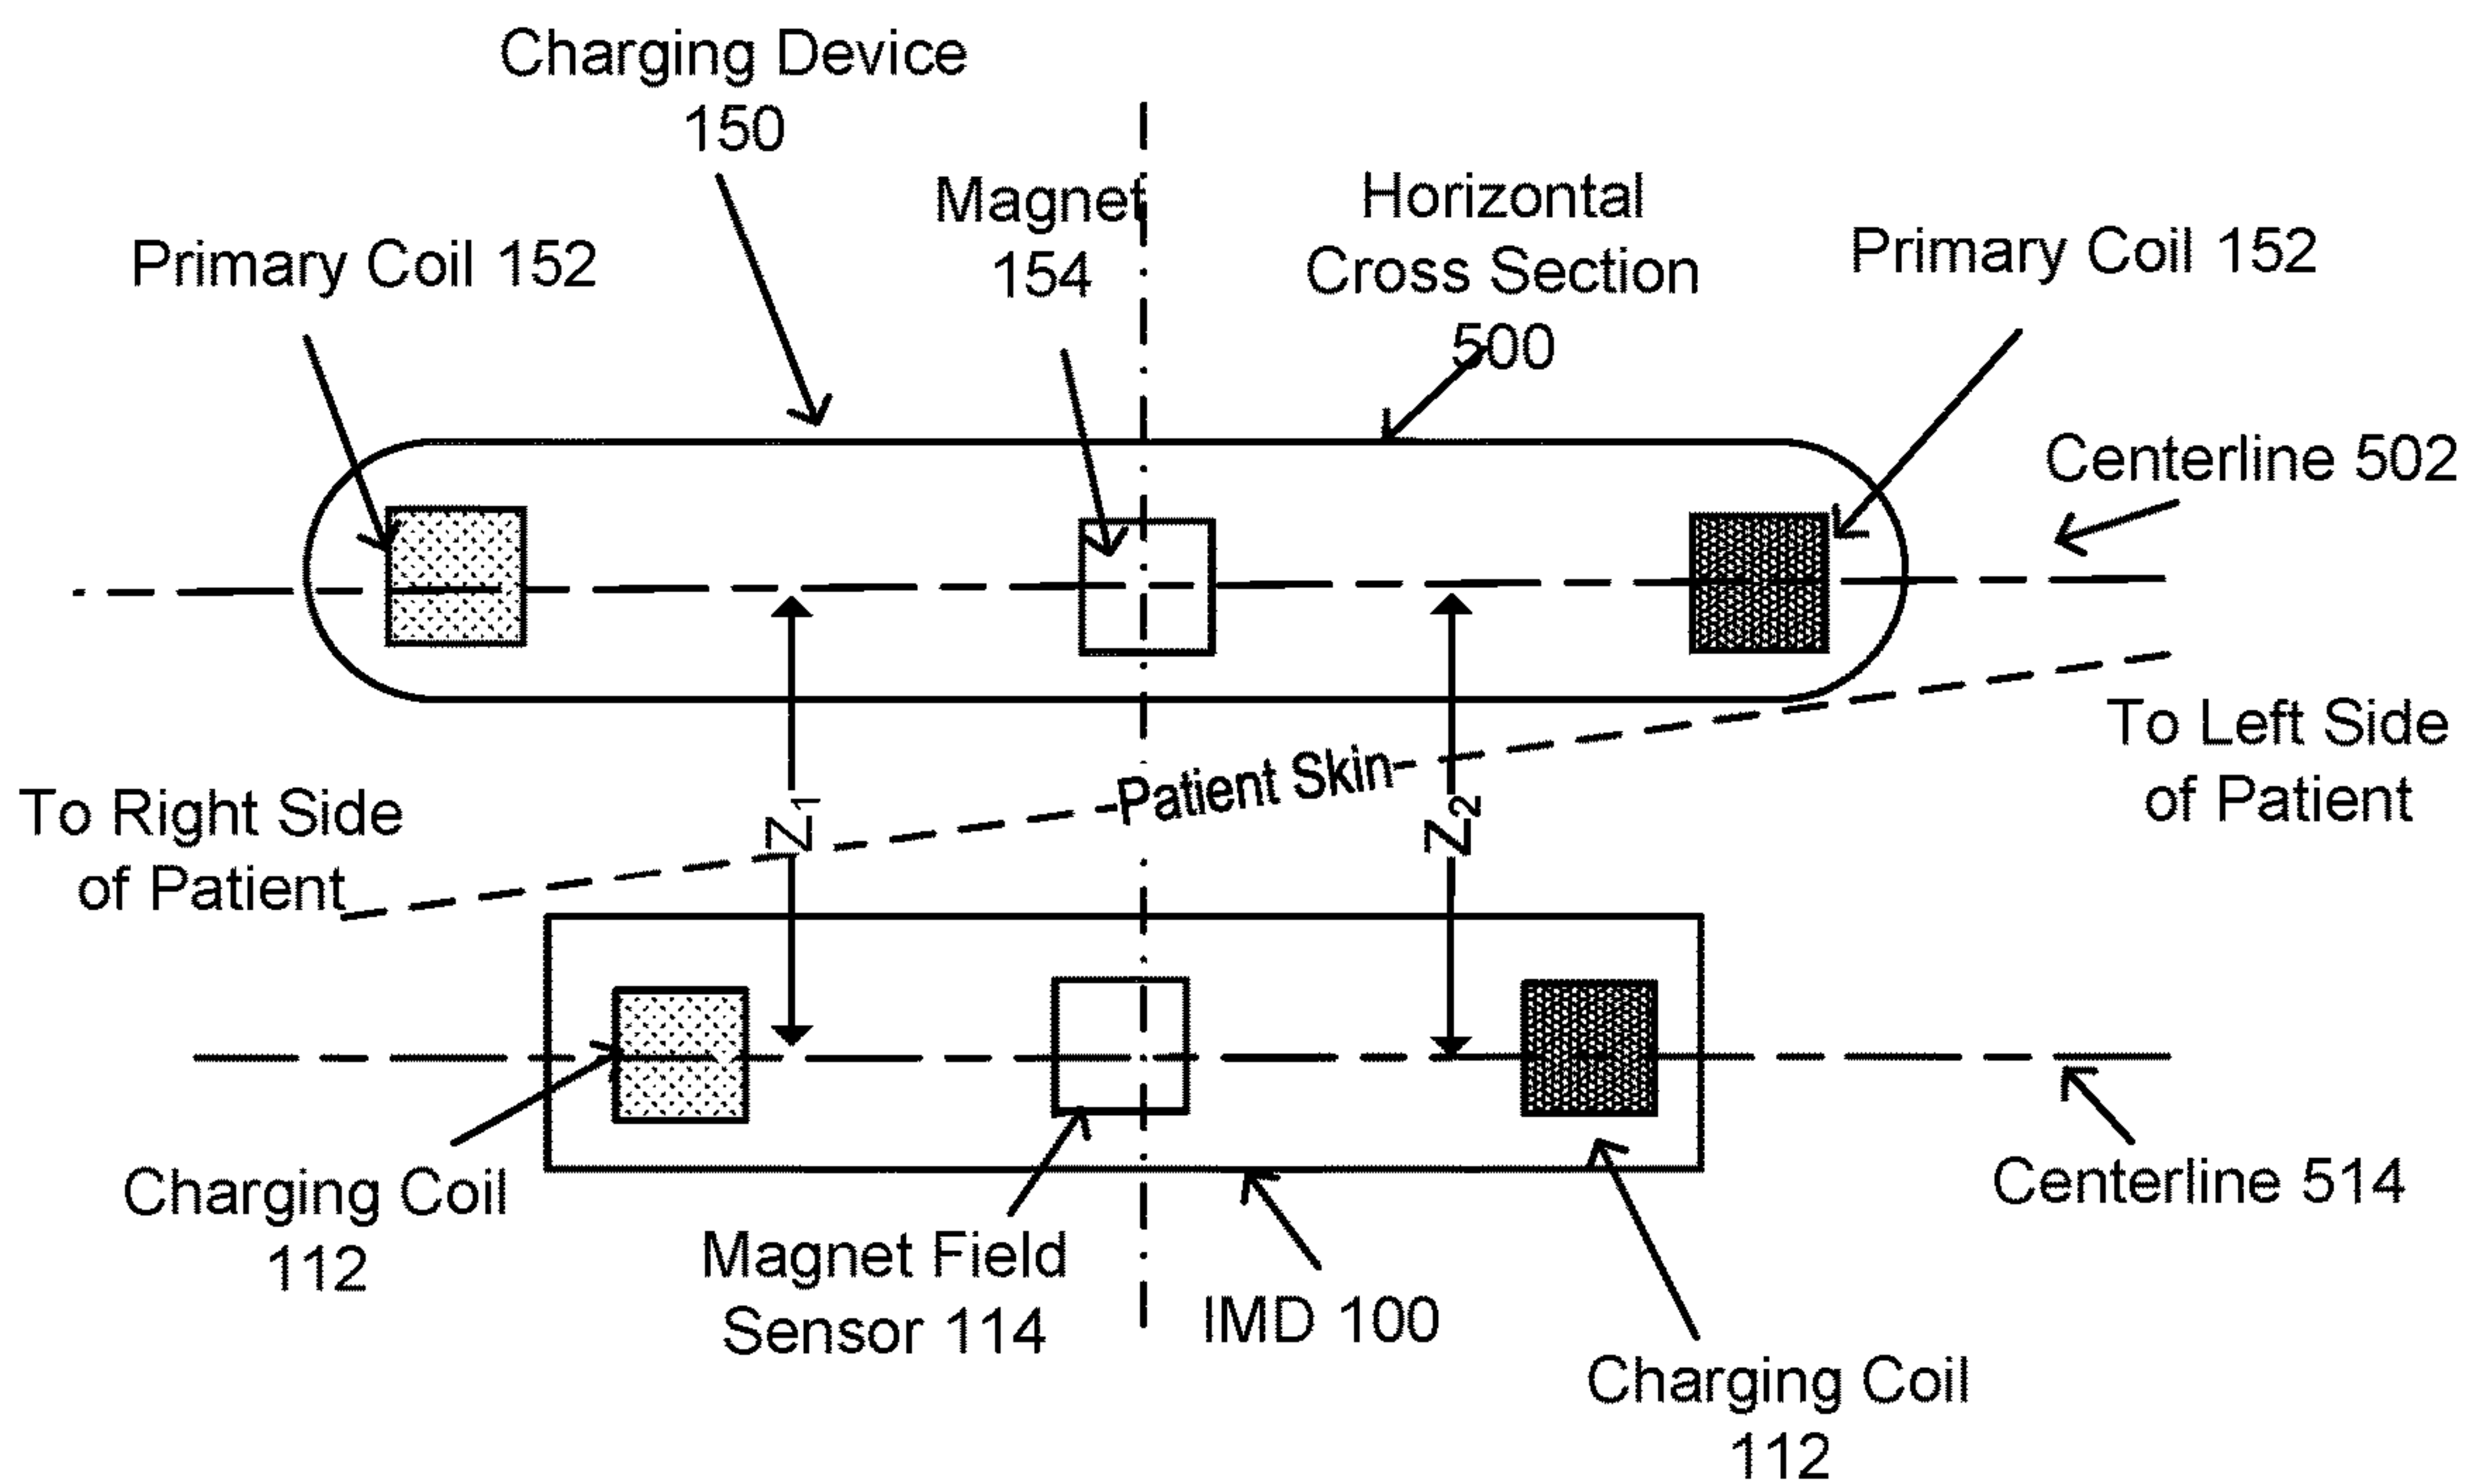 Charging Device
150
Magnet
154
Horizontal
Cross Section
500
Primary Coil 152
Primary Coil 152
Centerline 502
To Left Side
of Patient
Patient Skin
Z1
Z2
To Right Side
of Patient
Charging Coil
112
Magnet Field
Sensor 114
IMD 100
Centerline 514
Charging Coil
112